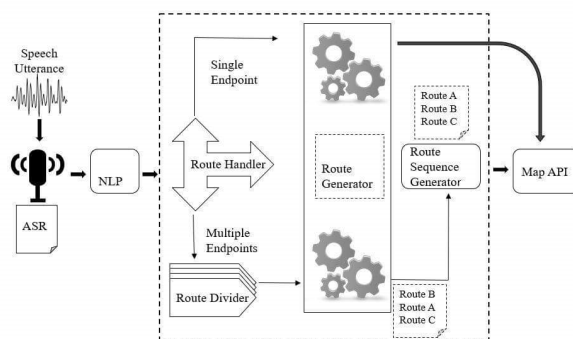 Speech
Utterance
ASR
NLP
Single
Endpoint
Route Handler
Multiple
Endpoints
Route Divider
Route
Generator
Route A
Route B
Route C
Route
Sequence
Generator
Route B
Route A
Route C
Map API